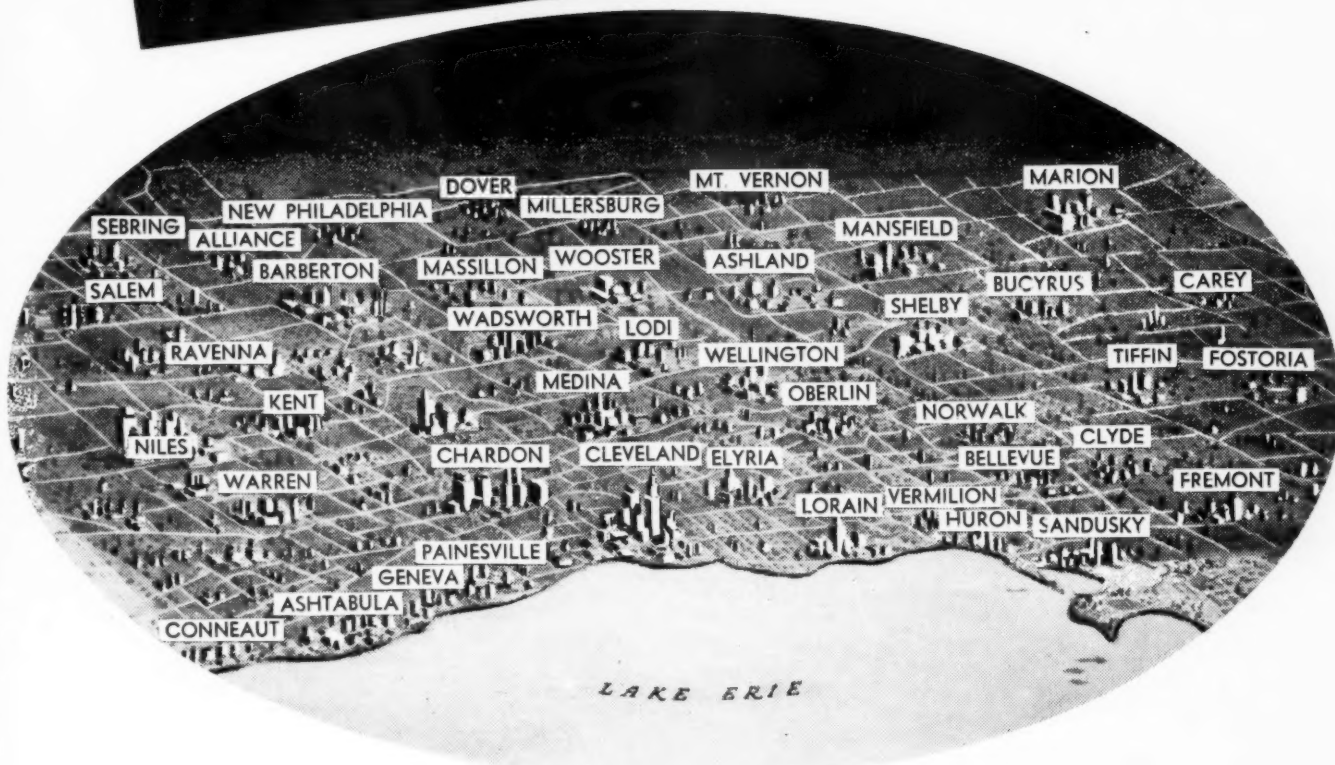 DOVER
MT. VERNON
MARION
NEW PHILADELPHIA
MILLERSBURG
SEBRING
ALLIANCE
MANSFIELD
BARBERTON
MASSILLON
WOOSTER
ASHLAND
SALEM
BUCYRUS
CAREY
WADSWORTH
LODI
SHELBY
RAVENNA
WELLINGTON
TIFFIN
FOSTORIA
MEDINA
OBERLIN
KENT
NORWALK
NILES
CHARDON
CLEVELAND
ELYRIA
BELLEVUE
CLYDE
WARREN
FREMONT
LORAIN
VERMILION
HURON
SANDUSKY
PAINESVILLE
GENEVA
ASHTABULA
CONNEAUT
LAKE ERIE